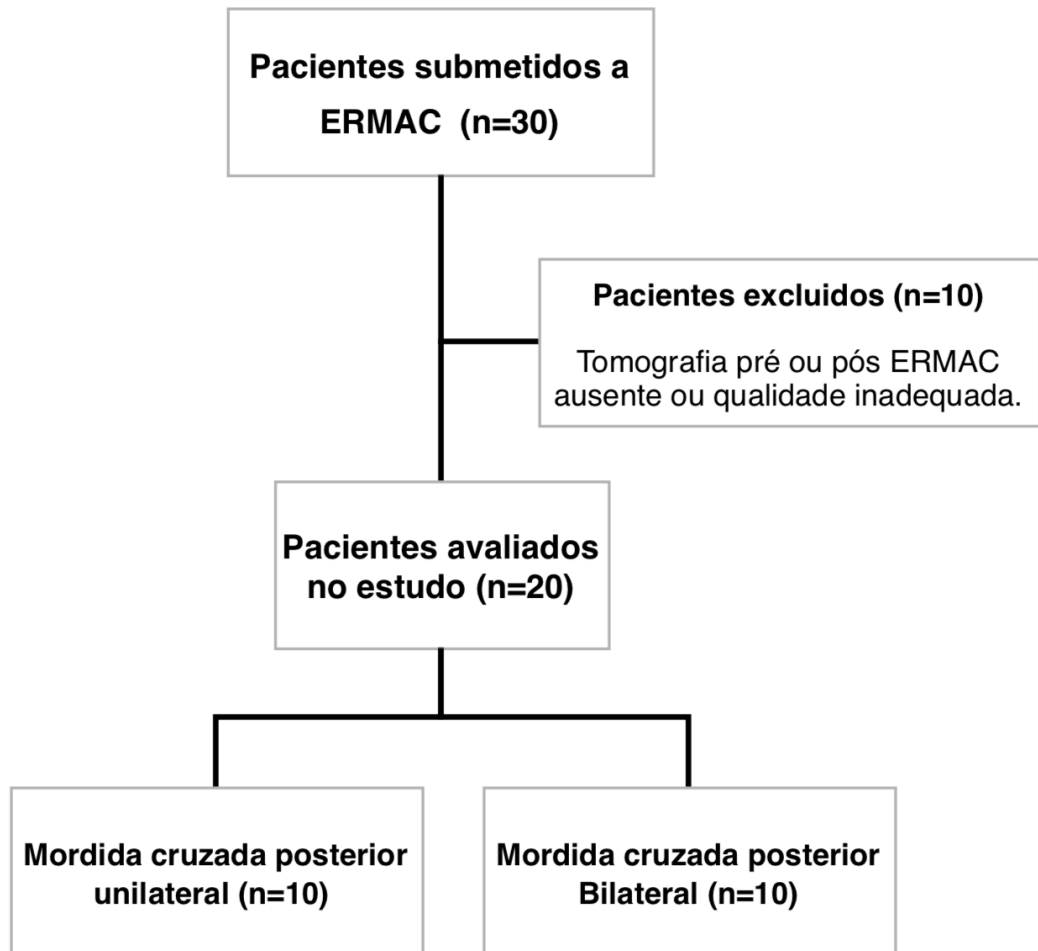 Pacientes submetidos a
ERMAC (n=30)
Pacientes excluidos (n=10)
Tomografia pré ou pós ERMAC
ausente ou qualidade inadequada.
Pacientes avaliados
no estudo (n=20)
Mordida cruzada posterior
unilateral (n=10)
Mordida cruzada posterior
Bilateral (n=10)